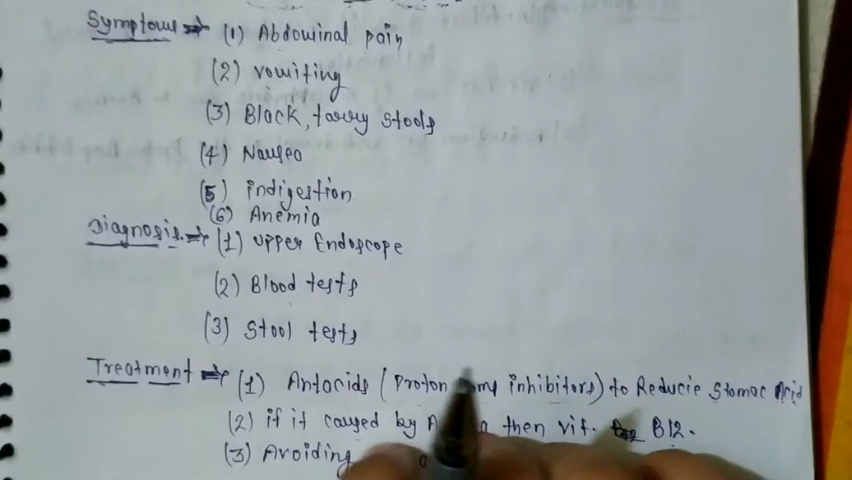 Symptoms ⇒ (1) Abdominal pain
(2) vomiting
(3) Black, tarry stools
(4) Nausea
(5) indigestion
(6) Anemia
Diagnosis ⇒ (1) Upper Endoscope
(2) Blood tests
(3) Stool tests
Treatment ⇒ (1) Antacids (Proton inhibitors) to Reducie Stomac Acid
(2) if it caused by then vit. B12.
(3) Avoiding